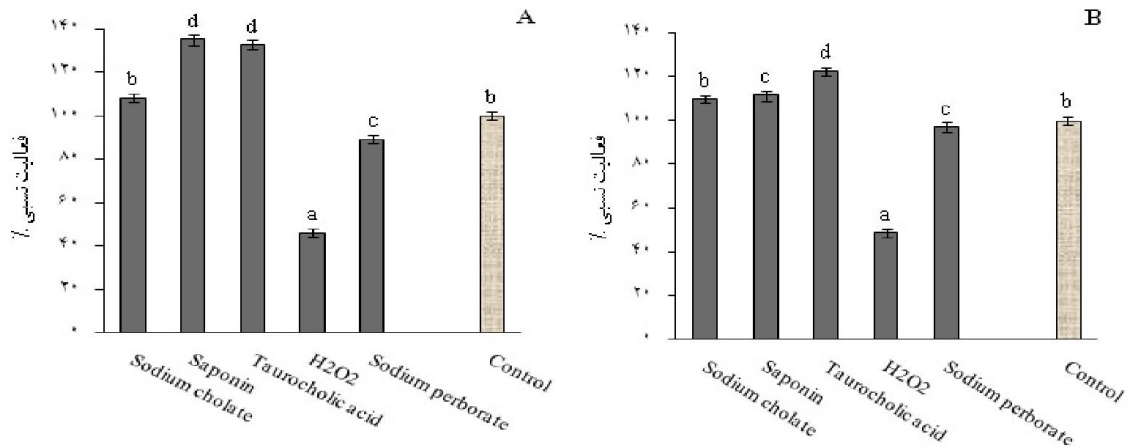 A
۱۴۰
۱۲۰
۱۰۰
۸۰
۶۰
۴۰
۲۰
۰
فعالیت نسبی ٪
b
d
d
a
c
b
Sodium cholate
Saponin
Taurocholic acid
H2O2
Sodium perborate
Control
B
۱۴۰
۱۲۰
۱۰۰
۸۰
۶۰
۴۰
۲۰
۰
فعالیت نسبی ٪
b
c
d
a
c
b
Sodium cholate
Saponin
Taurocholic acid
H2O2
Sodium perborate
Control